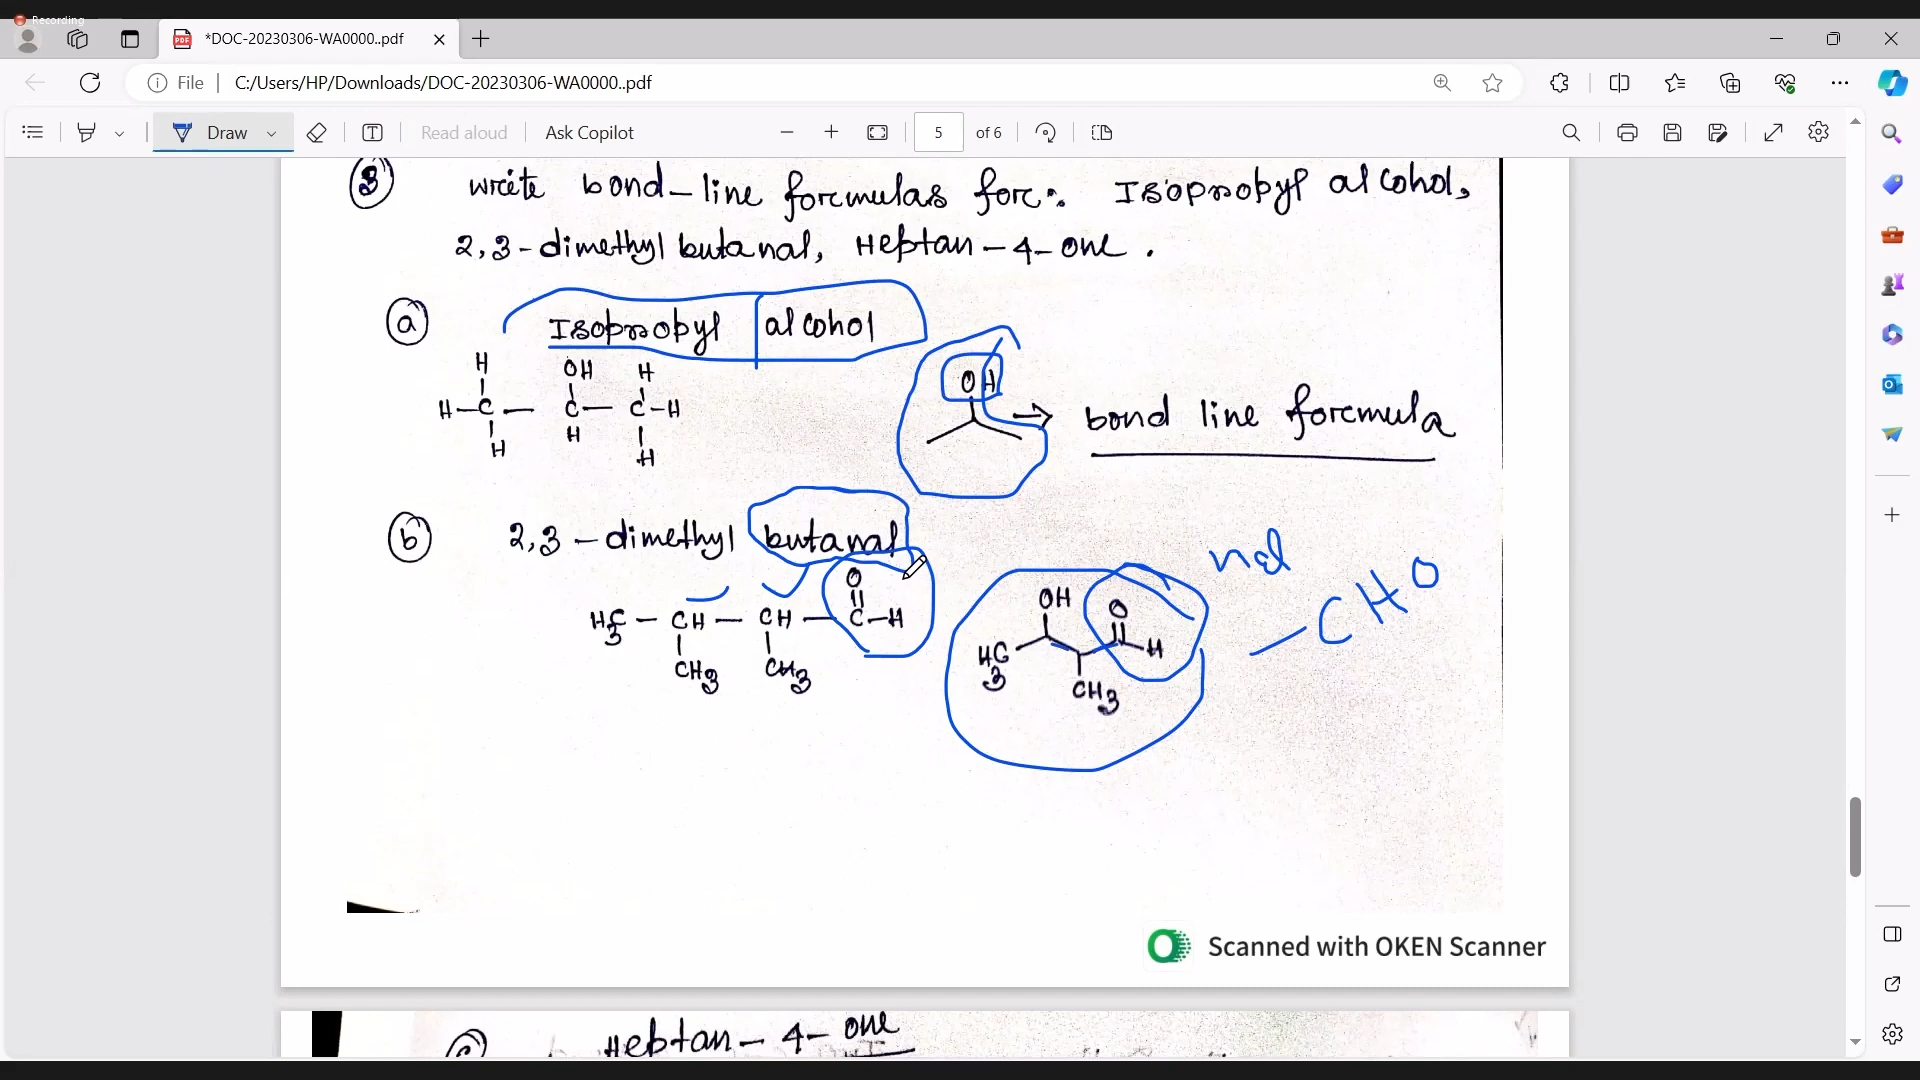 Recording
*DOC-20230306-WA0000..pdf
File
C:/Users/HP/Downloads/DOC-20230306-WA0000..pdf
Draw
Read aloud
Ask Copilot
5 of 6
3 write bond-line formulas for: Isopropyl alcohol,
2,3-dimethyl butanal, Heptan-4-one.
a Isopropyl alcohol
H OH H
H-C-C-C-H
H H H
OH
→ bond line formula
b 2,3-dimethyl butanal
nal
O
H3C-CH-CH-C-H
CH3 CH3
OH O
H3C H
CH3
-CHO
Scanned with OKEN Scanner
Heptan-4-one